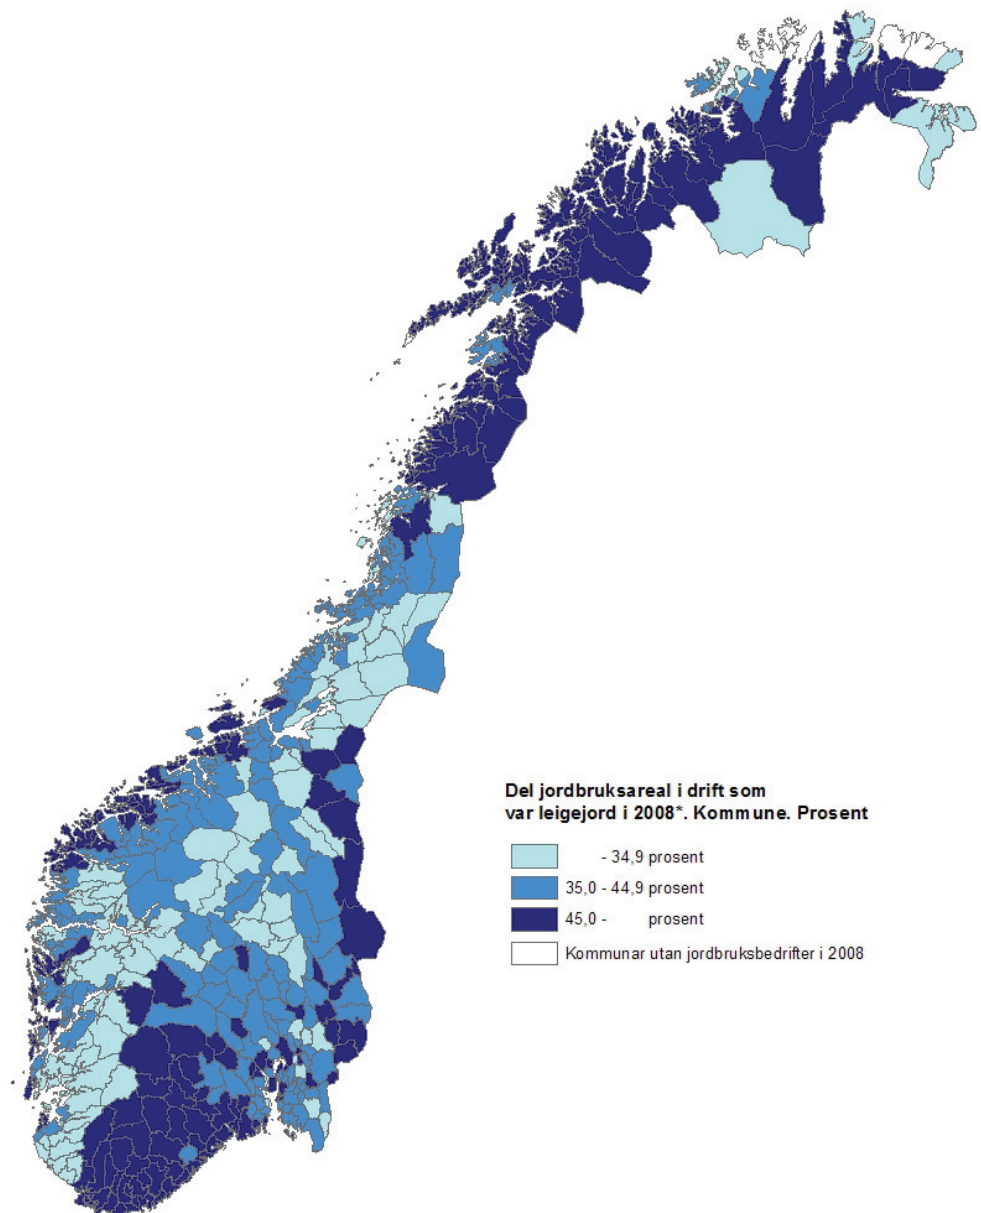 Del jordbruksareal i drift som
var leigejord i 2008*. Kommune. Prosent
- 34,9 prosent
35,0 - 44,9 prosent
45,0 - prosent
Kommunar utan jordbruksbedrifter i 2008